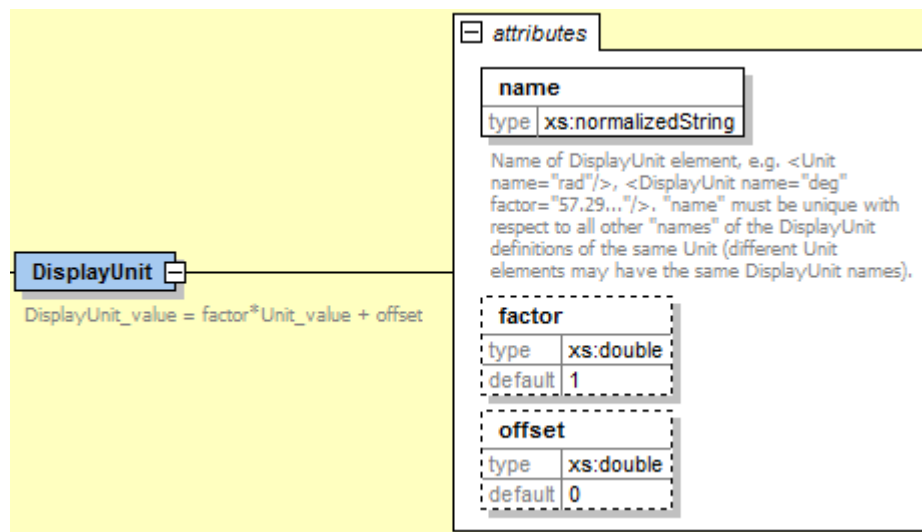 attributes
name
type xs:normalizedString
Name of DisplayUnit element, e.g. <Unit
name="rad"/>, <DisplayUnit name="deg"
factor="57.29..."/>. "name" must be unique with
respect to all other "names" of the DisplayUnit
definitions of the same Unit (different Unit
elements may have the same DisplayUnit names).
DisplayUnit
DisplayUnit_value = factor*Unit_value + offset
factor
type xs:double
default 1
offset
type xs:double
default 0